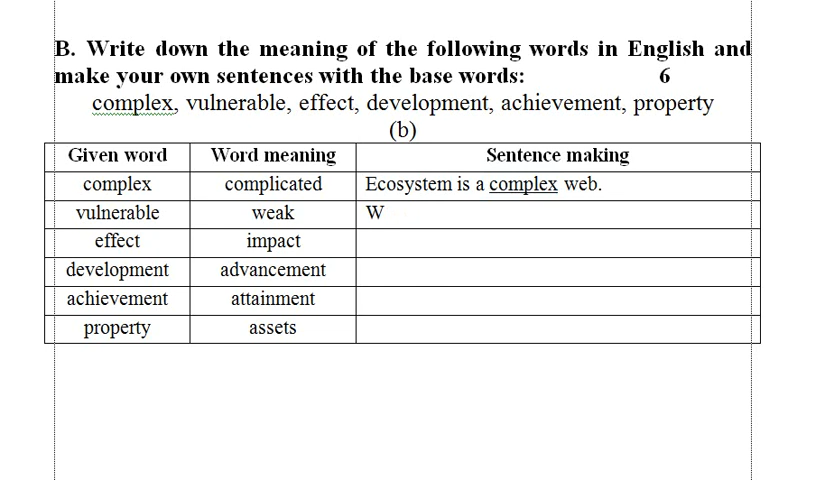 B. Write down the meaning of the following words in English and
make your own sentences with the base words: 6
complex, vulnerable, effect, development, achievement, property
(b)
Given word Word meaning Sentence making
complex complicated Ecosystem is a complex web.
vulnerable weak W
effect impact
development advancement
achievement attainment
property assets